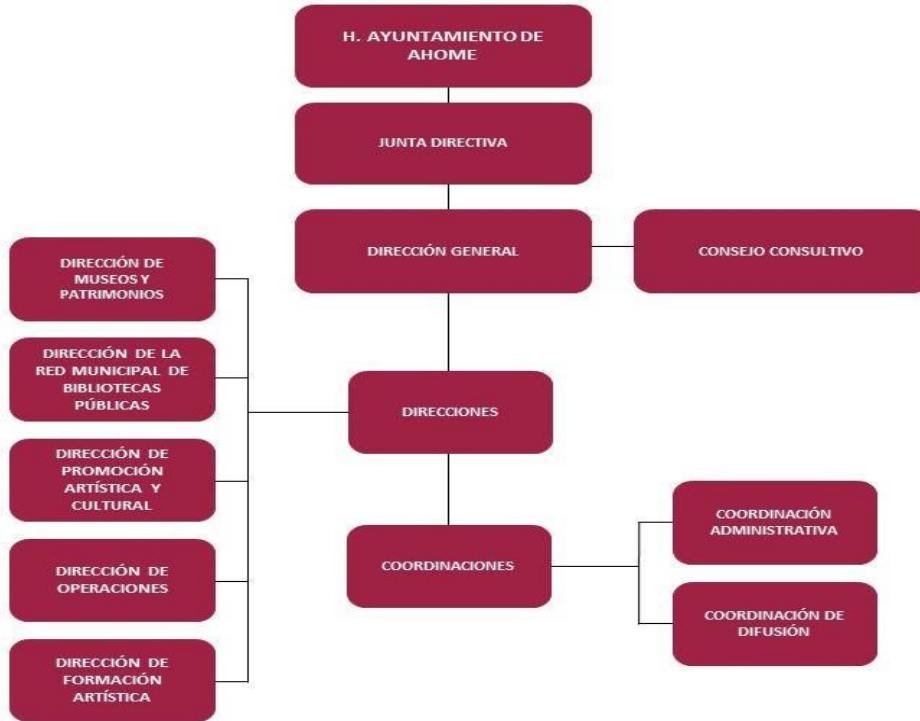 H. AYUNTAMIENTO DE
AHOME
JUNTA DIRECTIVA
DIRECCIÓN GENERAL
CONSEJO CONSULTIVO
DIRECCIÓN DE
MUSEOS Y
PATRIMONIOS
DIRECCIÓN DE LA
RED MUNICIPAL DE
BIBLIOTECAS
PÚBLICAS
DIRECCIONES
DIRECCIÓN DE
PROMOCIÓN
ARTÍSTICA Y
CULTURAL
DIRECCIÓN DE
OPERACIONES
DIRECCIÓN DE
FORMACIÓN
ARTÍSTICA
COORDINACIONES
COORDINACIÓN
ADMINISTRATIVA
COORDINACIÓN DE
DIFUSIÓN